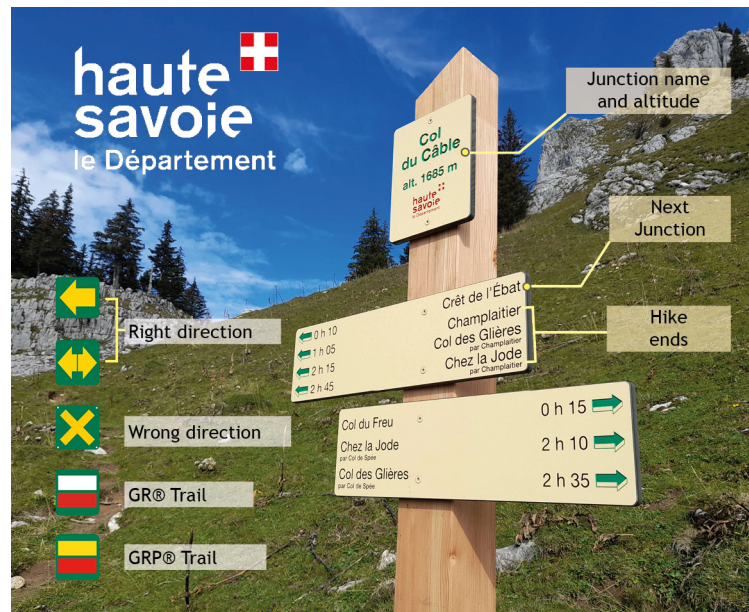 haute
savoie
le Département
Junction name
and altitude
Col
du Câble
alt. 1685 m
haute
savoie
le Département
Next
Junction
Crêt de l'Ébat
0 h 10
Champlaitier
1 h 05
Col des Glières
par Champlaitier
2 h 15
Chez la Jode
par Champlaitier
2 h 45
Hike
ends
Right direction
Col du Freu
0 h 15
Chez la Jode
par Col de Spée
2 h 10
Col des Glières
par Col de Spée
2 h 35
Wrong direction
GR® Trail
GRP® Trail